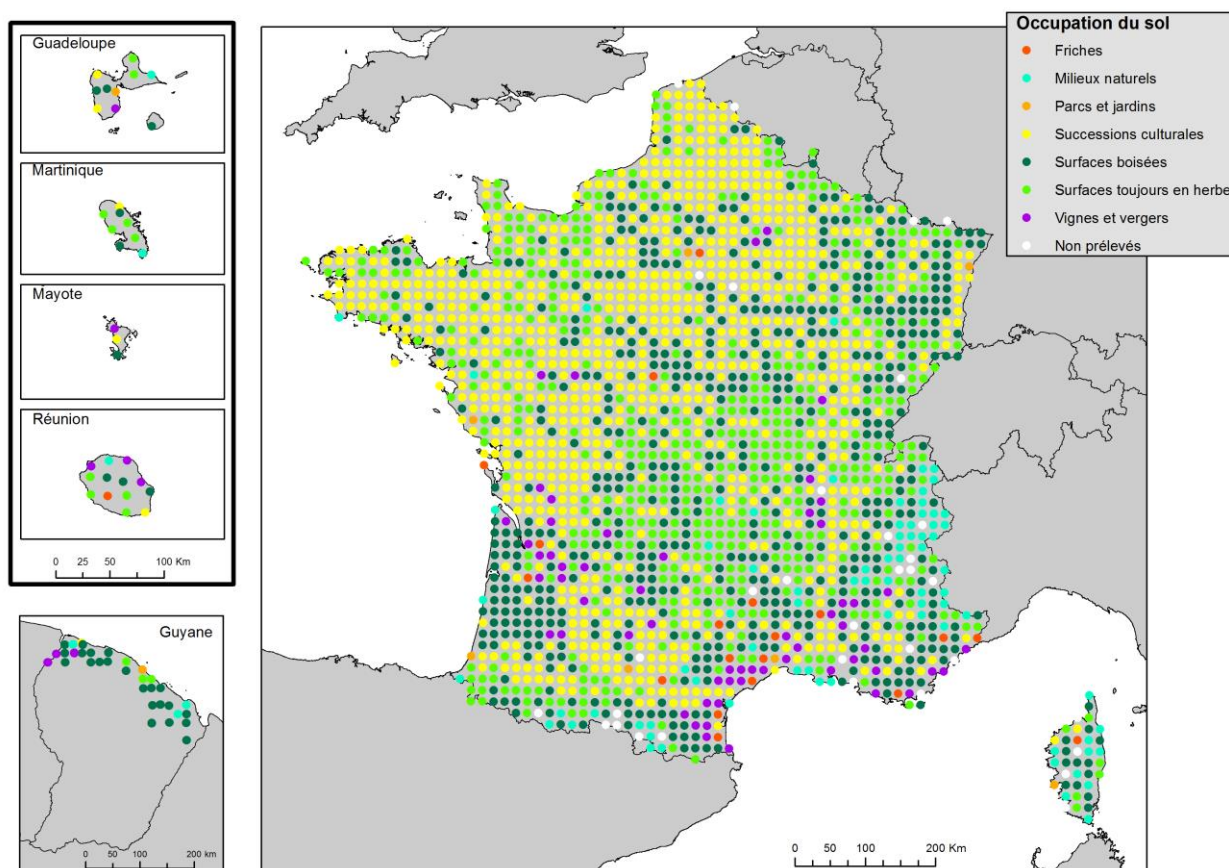 Guadeloupe
Martinique
Mayote
Réunion
0 25 50 100 Km
Guyane
0 50 100 200 km
Occupation du sol
Friches
Milieux naturels
Parcs et jardins
Successions culturales
Surfaces boisées
Surfaces toujours en herbe
Vignes et vergers
Non prélevés
0 50 100 200 Km